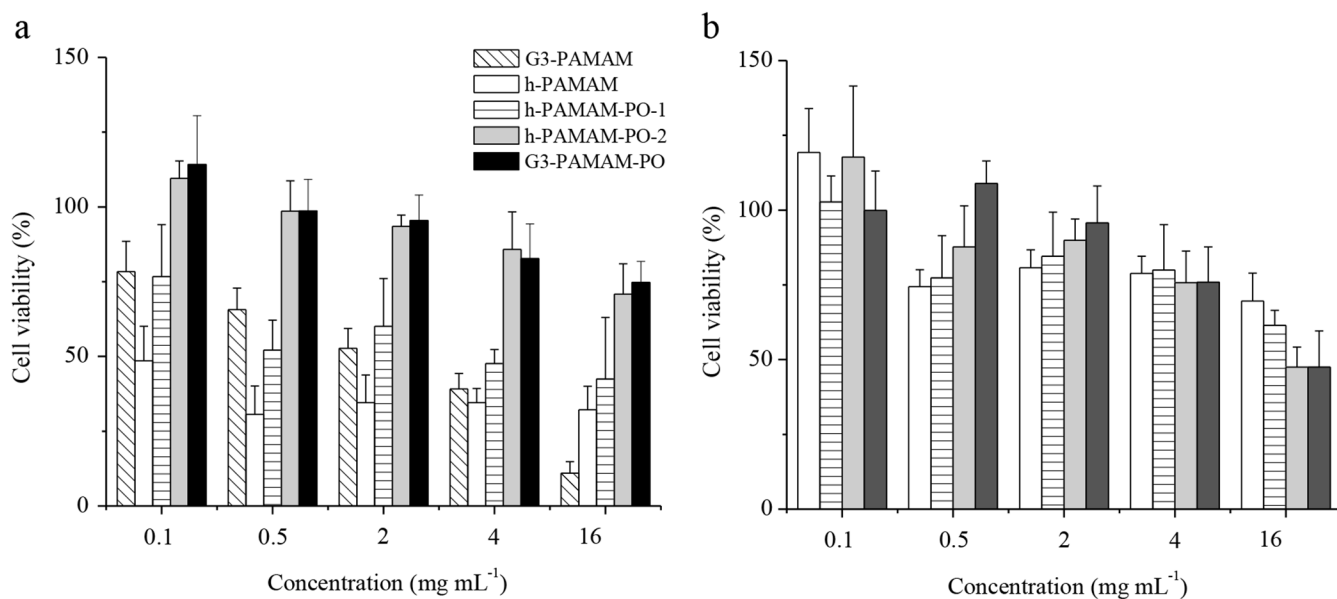 a
150
100
50
0
Cell viability (%)
G3-PAMAM
h-PAMAM
h-PAMAM-PO-1
h-PAMAM-PO-2
G3-PAMAM-PO
0.1 0.5 2 4 16
Concentration (mg mL⁻¹)
b
150
100
50
0
Cell viability (%)
0.1 0.5 2 4 16
Concentration (mg mL⁻¹)